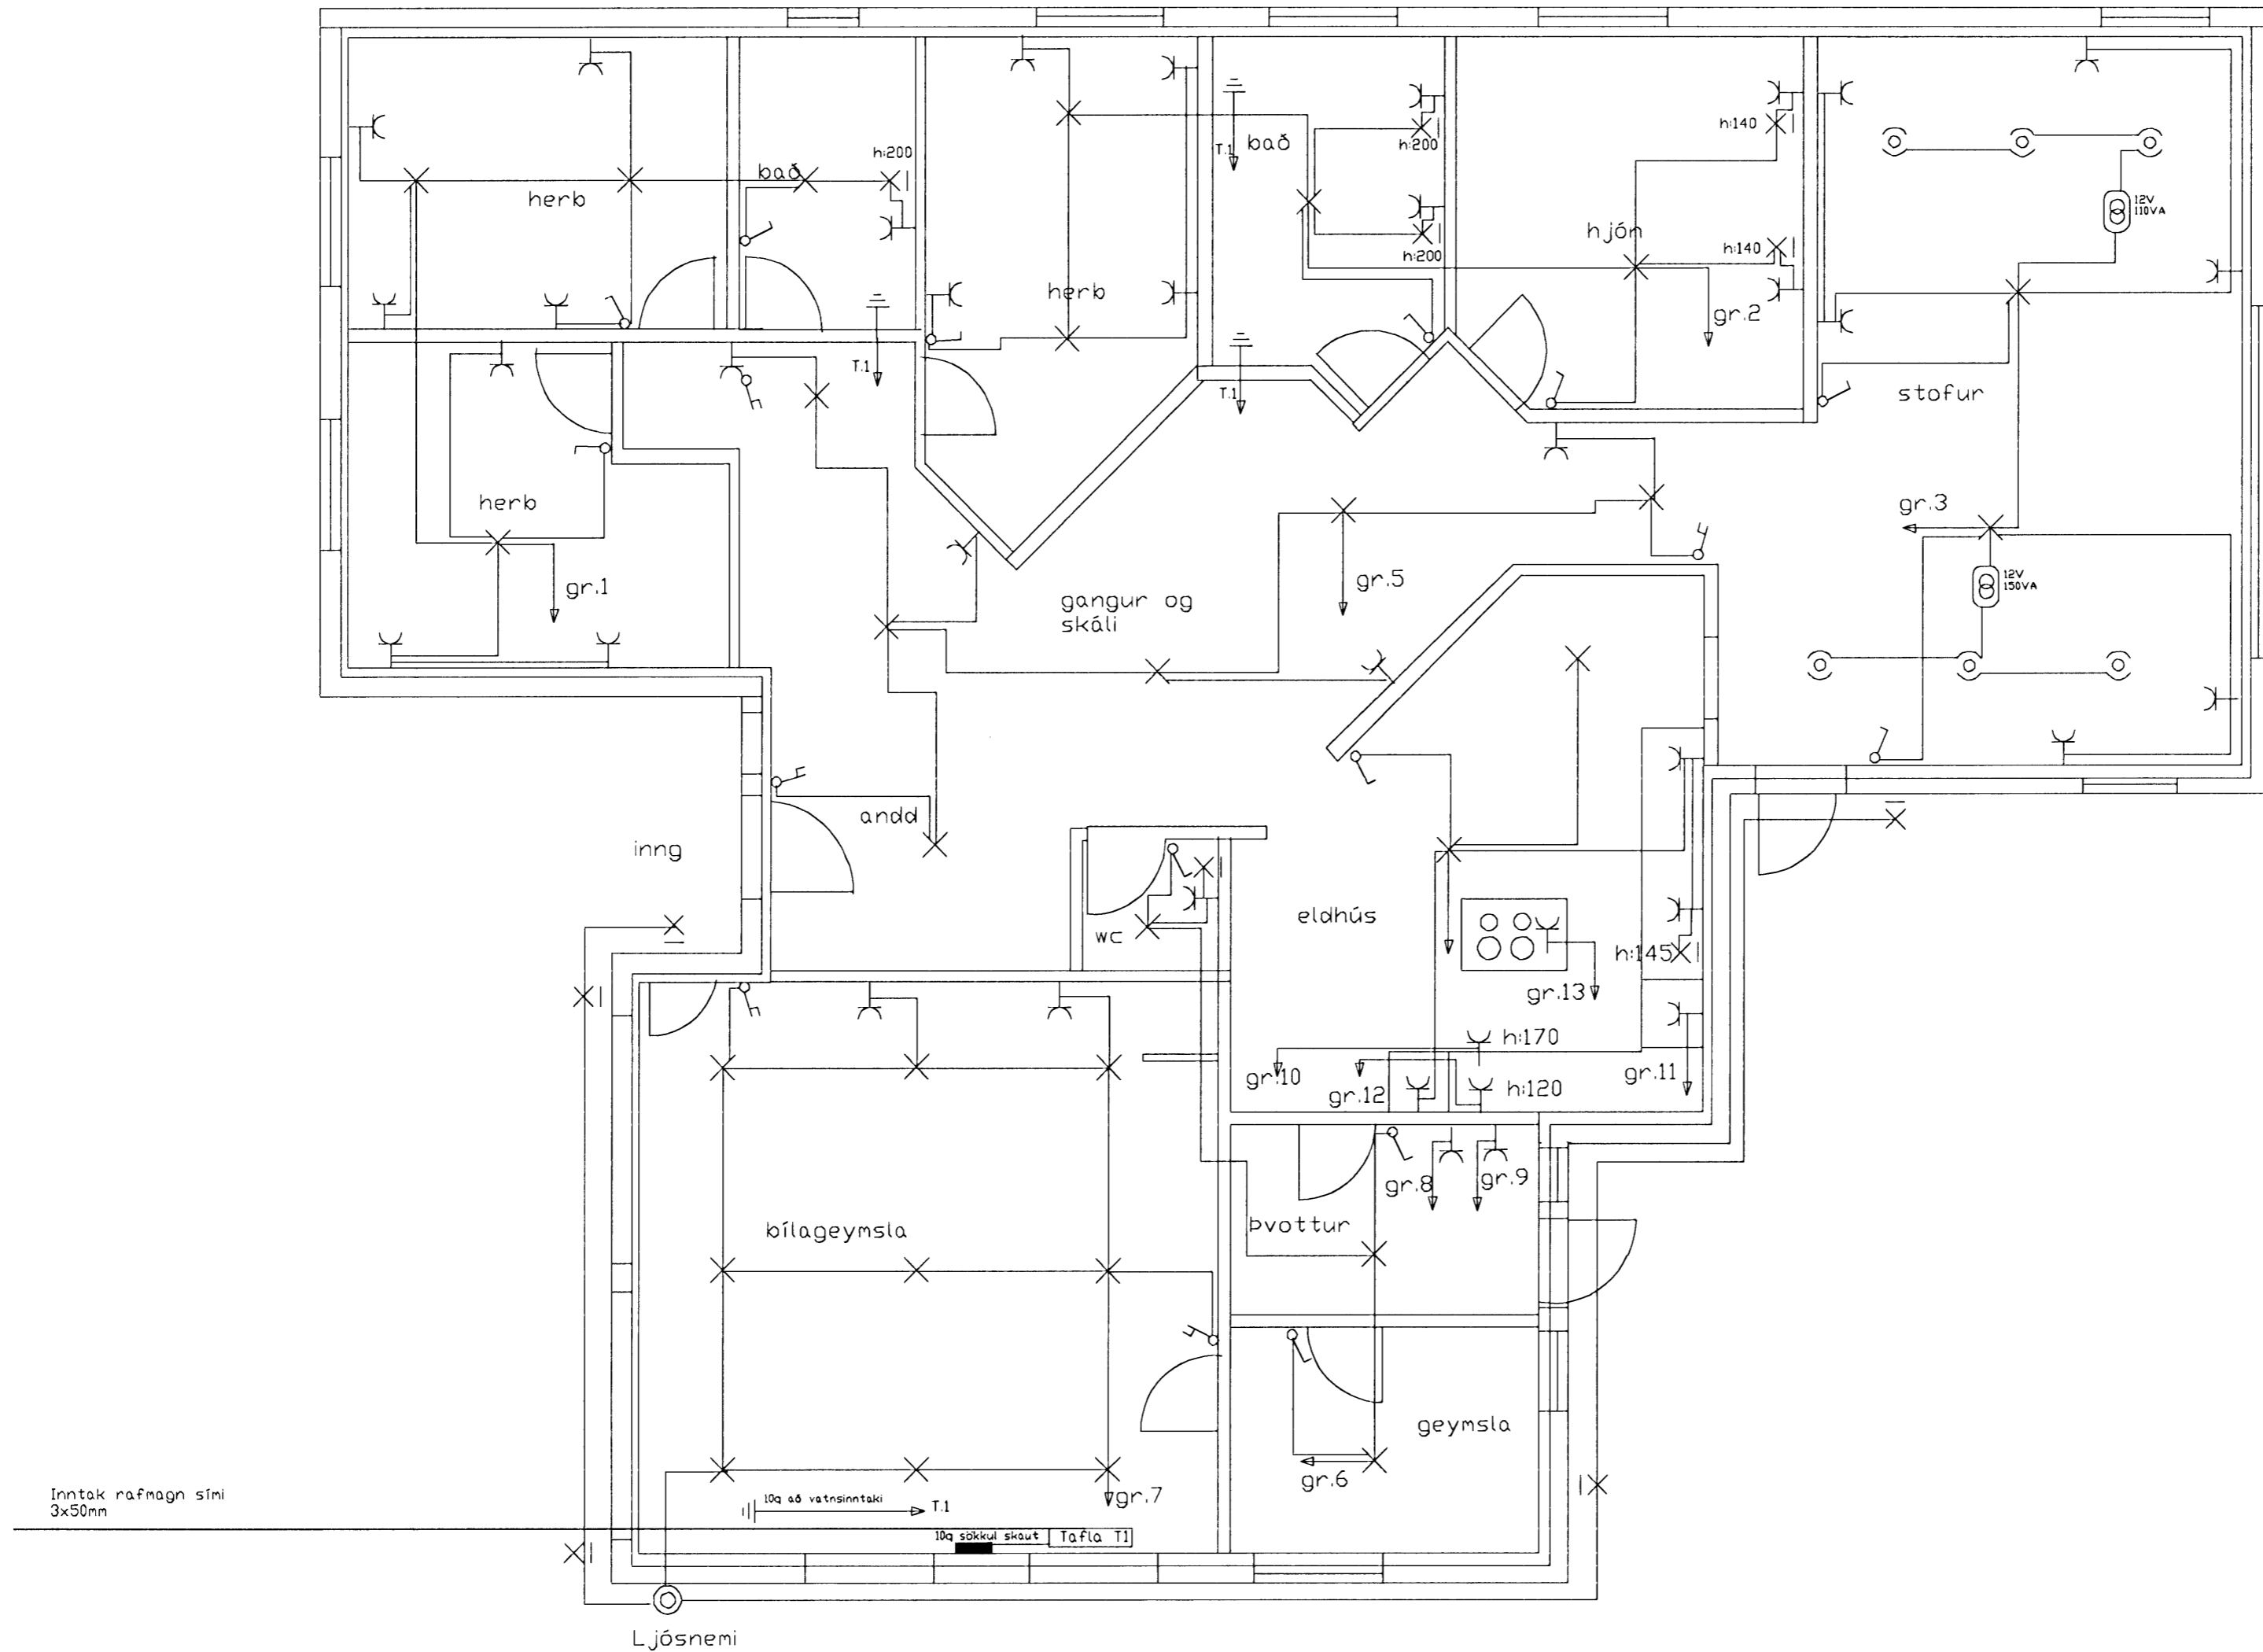 h:200
bað
herb
T.1
bað
h:200
h:200
h:140
hjón
h:140
gr.2
12V
110VA
herb
T.1
T.1
stofur
herb
gr.1
gangur og
skáli
gr.5
gr.3
12V
150VA
andd
inng
wc
eldhús
h:145
gr.13
h:170
gr.10
gr.12
h:120
gr.11
gr.8
gr.9
bílageymsla
þvottur
geymsla
gr.6
gr.7
Inntak rafmagn sími
3x50mm
10q að vatnsinntaki
T.1
10q sökkul skaut
Tafla T1
Ljósnemi